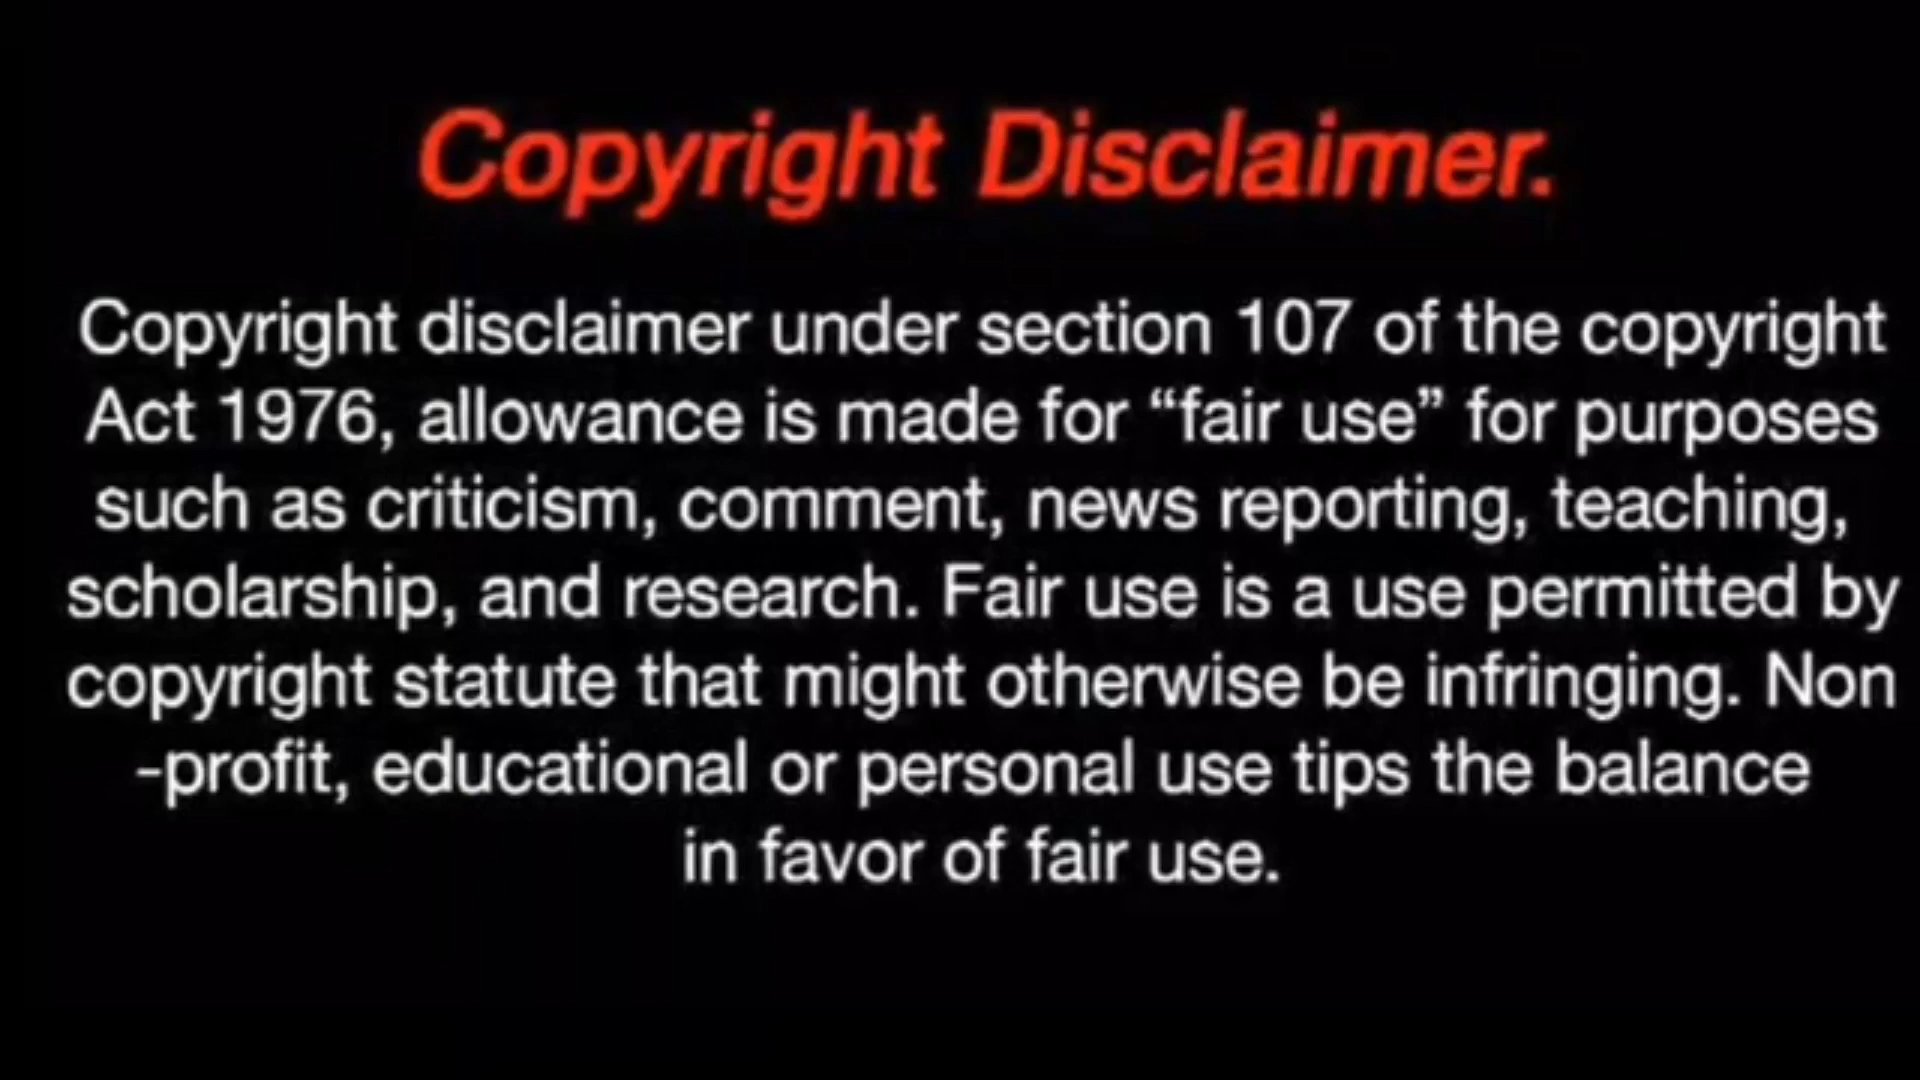 Copyright Disclaimer.
Copyright disclaimer under section 107 of the copyright
Act 1976, allowance is made for “fair use” for purposes
such as criticism, comment, news reporting, teaching,
scholarship, and research. Fair use is a use permitted by
copyright statute that might otherwise be infringing. Non
-profit, educational or personal use tips the balance
in favor of fair use.